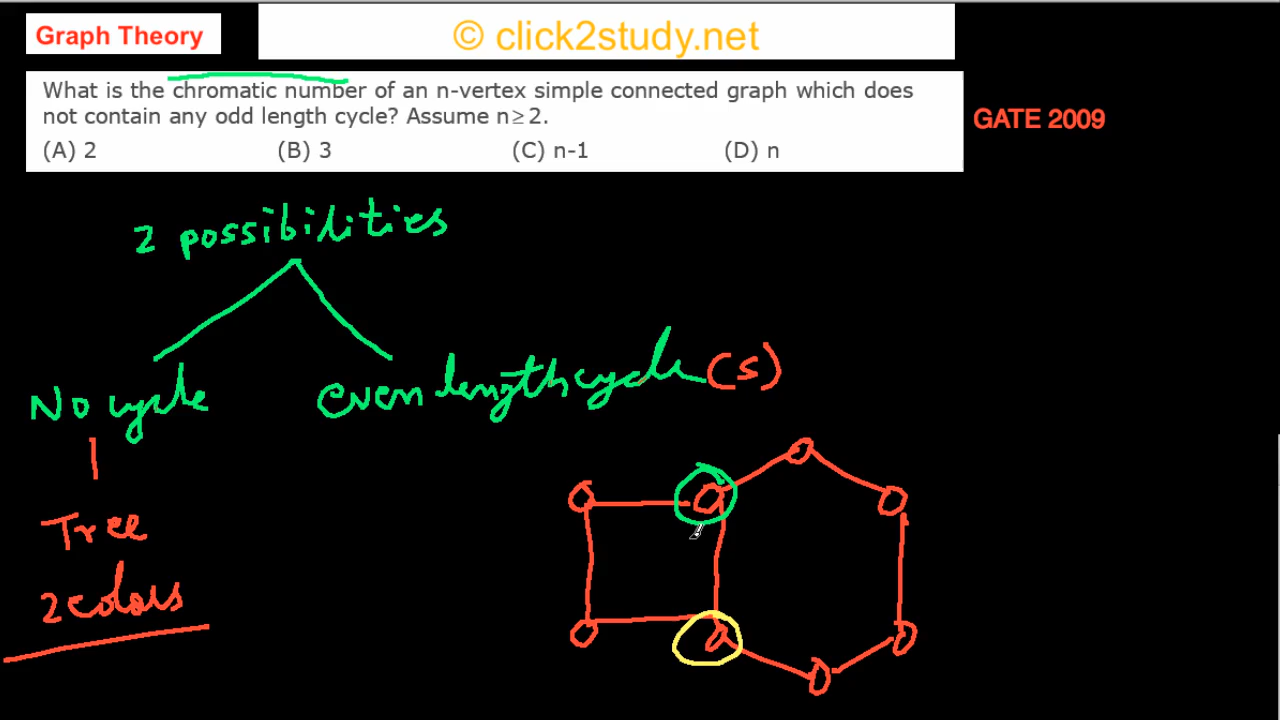 Graph Theory
© click2study.net
What is the chromatic number of an n-vertex simple connected graph which does
not contain any odd length cycle? Assume n≥2.
(A) 2 (B) 3 (C) n-1 (D) n
GATE 2009
2 possibilities
No cycle
even length cycle(s)
Tree
2 colors